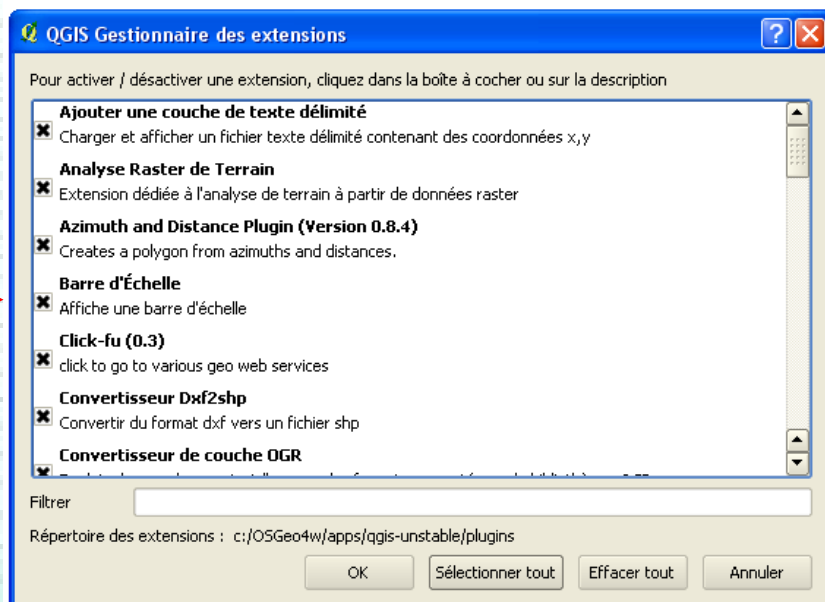 QGIS Gestionnaire des extensions
Pour activer / désactiver une extension, cliquez dans la boîte à cocher ou sur la description
Ajouter une couche de texte délimité
Charger et afficher un fichier texte délimité contenant des coordonnées x,y
Analyse Raster de Terrain
Extension dédiée à l'analyse de terrain à partir de données raster
Azimuth and Distance Plugin (Version 0.8.4)
Creates a polygon from azimuths and distances.
Barre d'Échelle
Affiche une barre d'échelle
Click-fu (0.3)
click to go to various geo web services
Convertisseur Dxf2shp
Convertir du format dxf vers un fichier shp
Convertisseur de couche OGR
Filtrer
Répertoire des extensions : c:/OSGeo4w/apps/qgis-unstable/plugins
OK Sélectionner tout Effacer tout Annuler